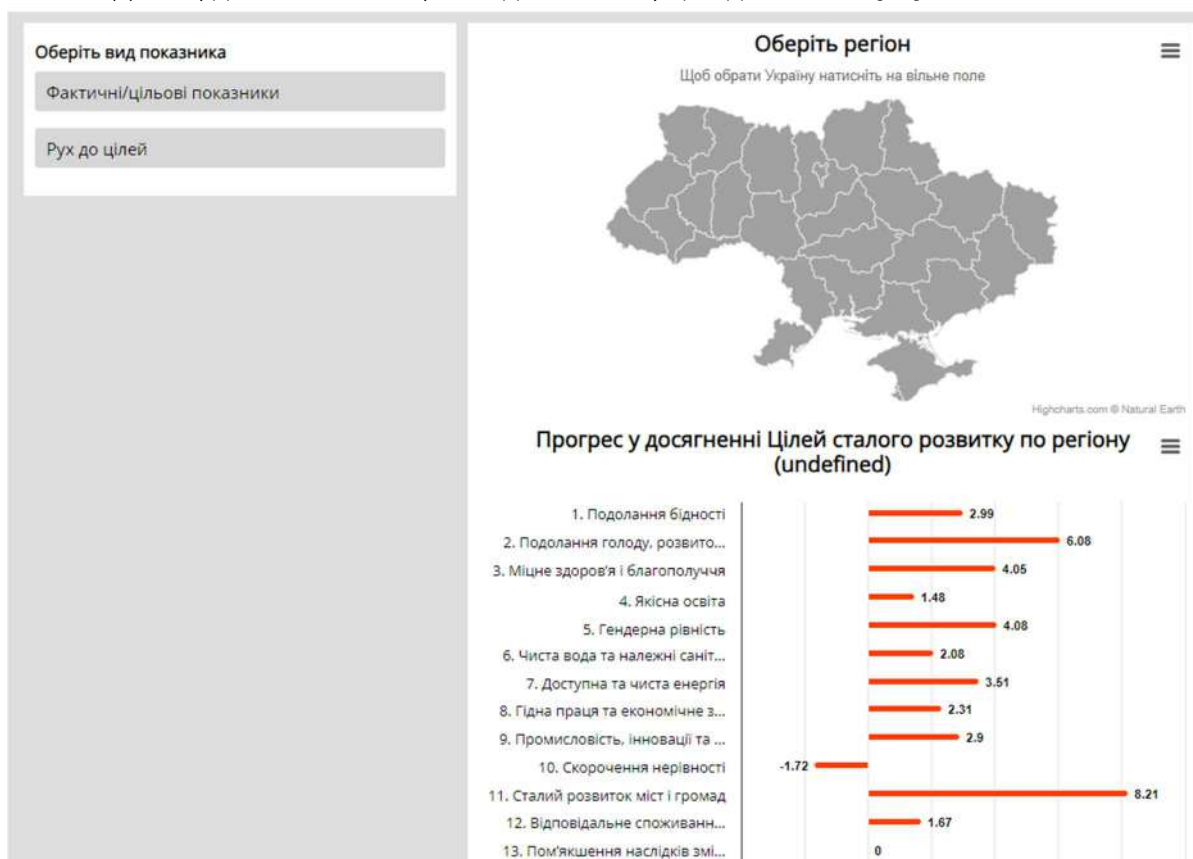 Оберіть вид показника
Фактичні/цільові показники
Рух до цілей
Оберіть регіон
Щоб обрати Україну натисніть на вільне поле
Highcharts.com © Natural Earth
Прогрес у досягненні Цілей сталого розвитку по регіону
(undefined)
1. Подолання бідності 2.99
2. Подолання голоду, розвито... 6.08
3. Міцне здоров'я і благополуччя 4.05
4. Якісна освіта 1.48
5. Гендерна рівність 4.08
6. Чиста вода та належні саніт... 2.08
7. Доступна та чиста енергія 3.51
8. Гідна праця та економічне з... 2.31
9. Промисловість, інновації та ... 2.9
10. Скорочення нерівності -1.72
11. Сталий розвиток міст і громад 8.21
12. Відповідальне споживанн... 1.67
13. Пом'якшення наслідків змі... 0